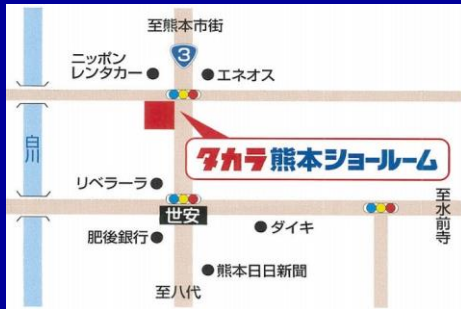 至熊本市街
3
ニッポン
レンタカー
エネオス
白川
タカラ熊本ショールーム
リベラーラ
世安
至水前寺
肥後銀行
ダイキ
熊本日日新聞
至八代